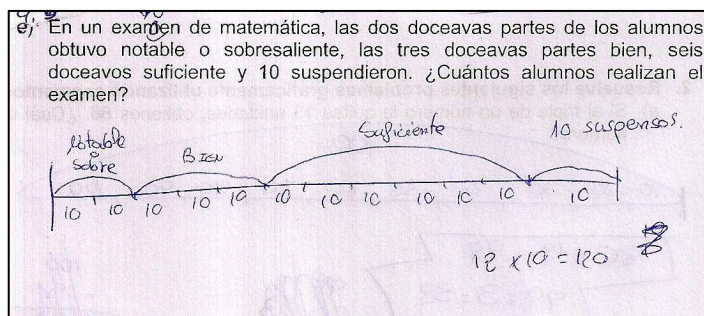 e, En un examen de matemática, las dos doceavas partes de los alumnos
obtuvo notable o sobresaliente, las tres doceavas partes bien, seis
doceavos suficiente y 10 suspendieron. ¿Cuántos alumnos realizan el
examen?
Notable
o
Sobre
BIEN
Suficiente
10 suspensos.
10 10 10 10 10 10 10 10 10 10 10 10
12 x 10 = 120